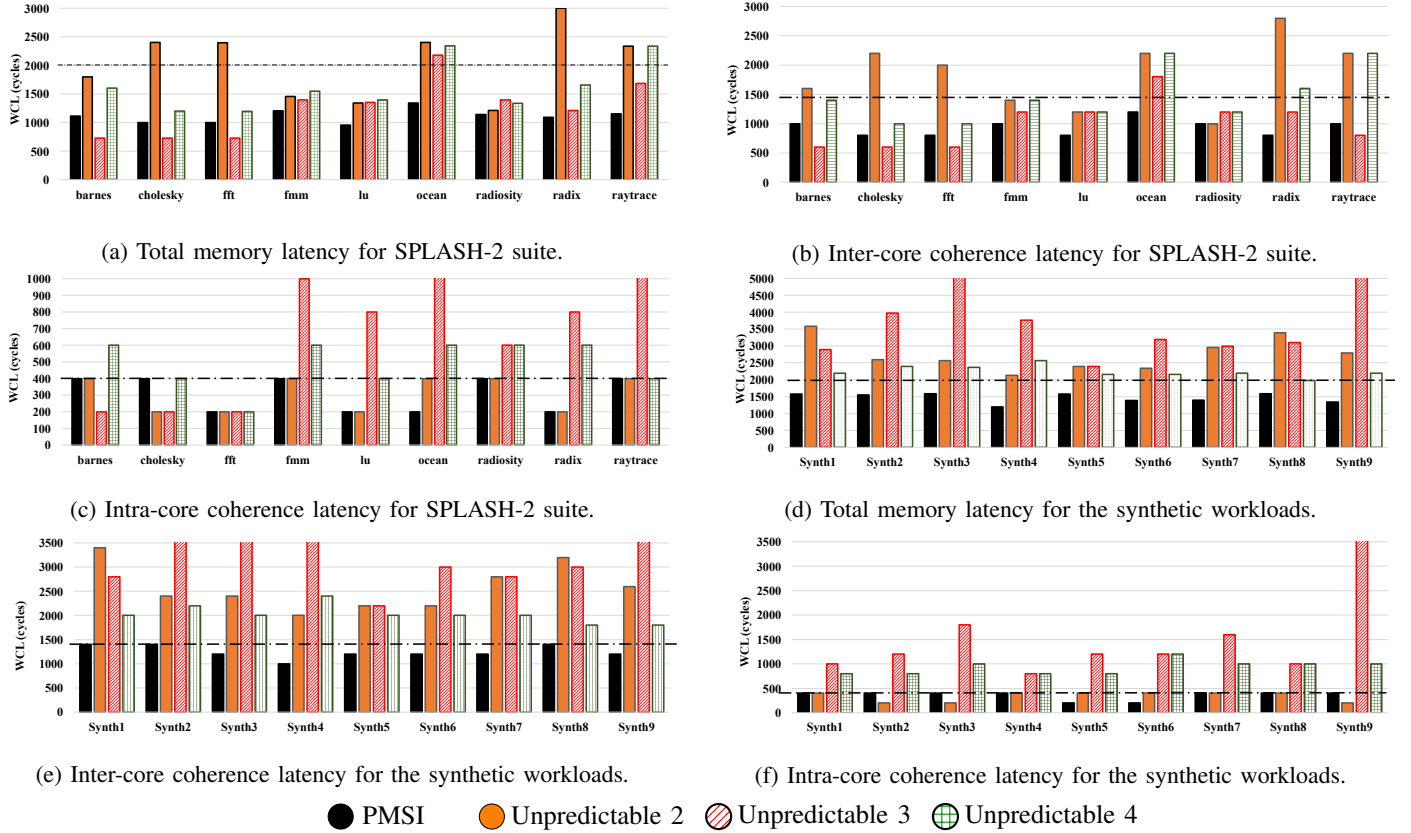 WCL (cycles)
3000
2500
2000
1500
1000
500
0
barnes cholesky fft fmm lu ocean radiosity radix raytrace
(a) Total memory latency for SPLASH-2 suite.
WCL (cycles)
3000
2500
2000
1500
1000
500
0
barnes cholesky fft fmm lu ocean radiosity radix raytrace
(b) Inter-core coherence latency for SPLASH-2 suite.
WCL (cycles)
1000
900
800
700
600
500
400
300
200
100
0
barnes cholesky fft fmm lu ocean radiosity radix raytrace
(c) Intra-core coherence latency for SPLASH-2 suite.
WCL (cycles)
5000
4500
4000
3500
3000
2500
2000
1500
1000
500
0
Synth1 Synth2 Synth3 Synth4 Synth5 Synth6 Synth7 Synth8 Synth9
(d) Total memory latency for the synthetic workloads.
WCL (cycles)
3500
3000
2500
2000
1500
1000
500
0
Synth1 Synth2 Synth3 Synth4 Synth5 Synth6 Synth7 Synth8 Synth9
(e) Inter-core coherence latency for the synthetic workloads.
WCL (cycles)
3500
3000
2500
2000
1500
1000
500
0
Synth1 Synth2 Synth3 Synth4 Synth5 Synth6 Synth7 Synth8 Synth9
(f) Intra-core coherence latency for the synthetic workloads.
PMSI Unpredictable 2 Unpredictable 3 Unpredictable 4